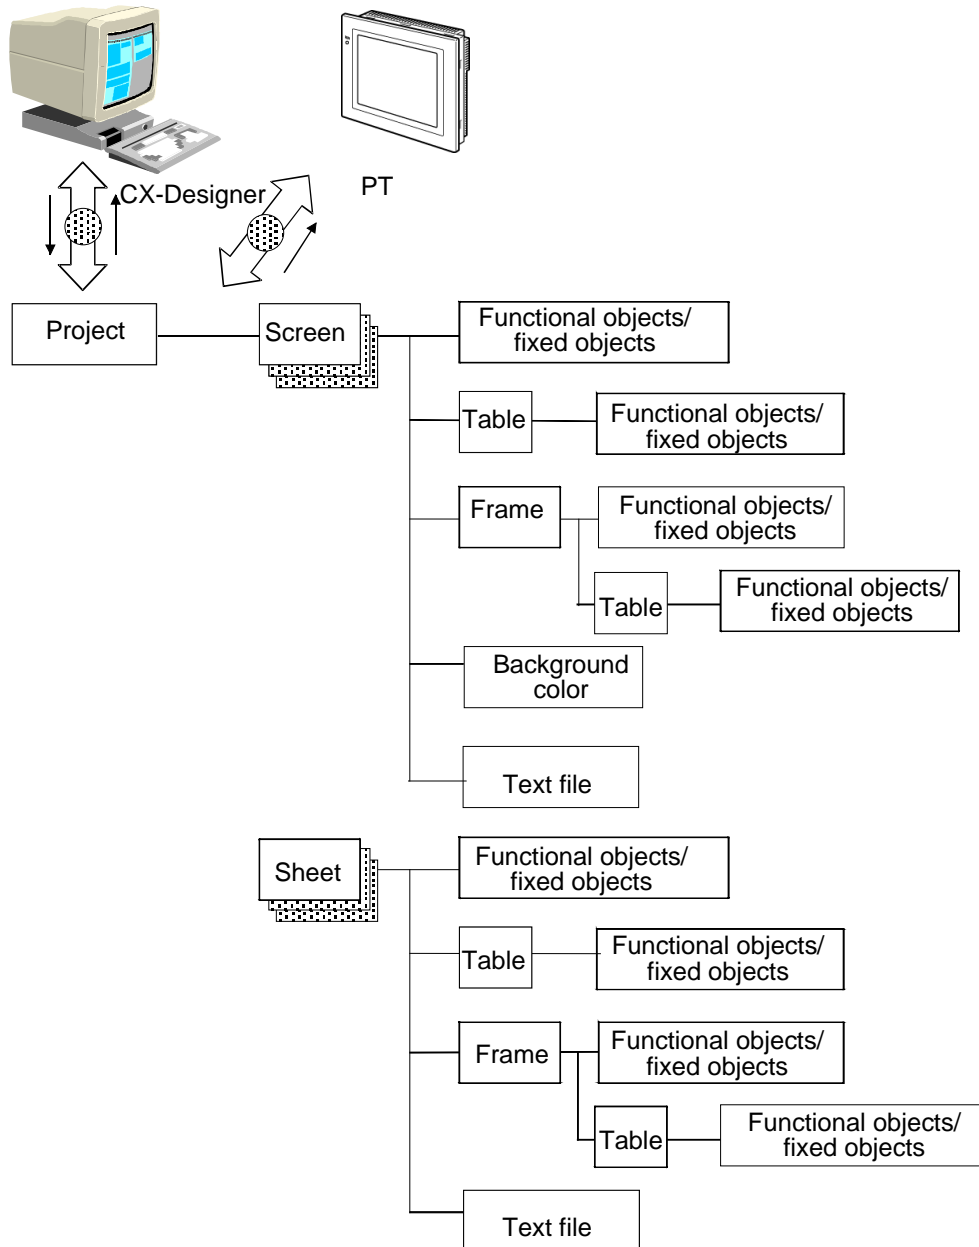 CX-Designer
PT
Project
Screen
Functional objects/
fixed objects
Table
Functional objects/
fixed objects
Frame
Functional objects/
fixed objects
Table
Functional objects/
fixed objects
Background
color
Text file
Sheet
Functional objects/
fixed objects
Table
Functional objects/
fixed objects
Frame
Functional objects/
fixed objects
Table
Functional objects/
fixed objects
Text file